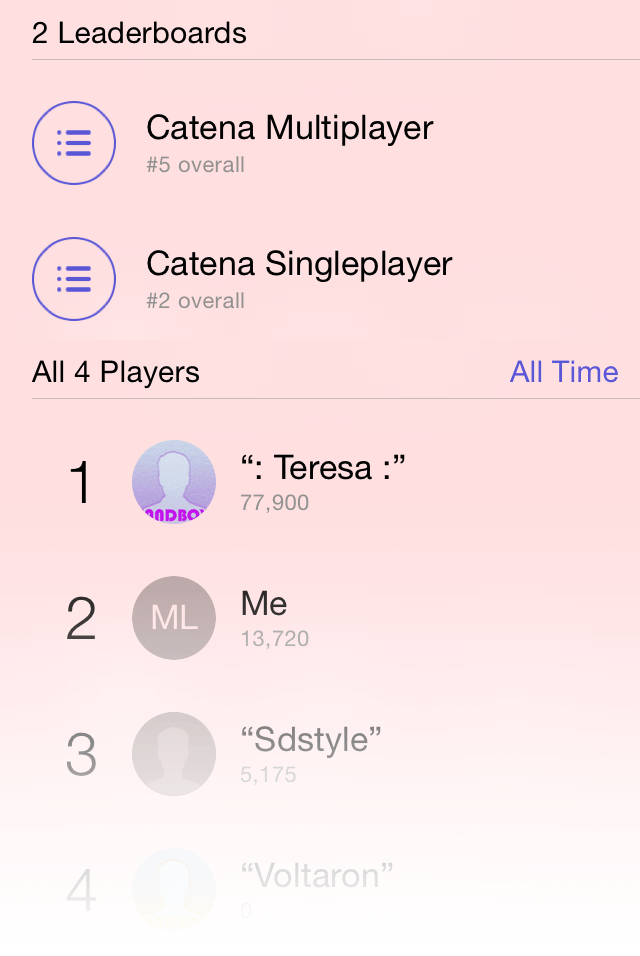 2 Leaderboards
Catena Multiplayer
#5 overall
Catena Singleplayer
#2 overall
All 4 Players All Time
1 “: Teresa :”
77,900
2 ML Me
13,720
3 “Sdstyle”
5,175
4 “Voltaron”
0